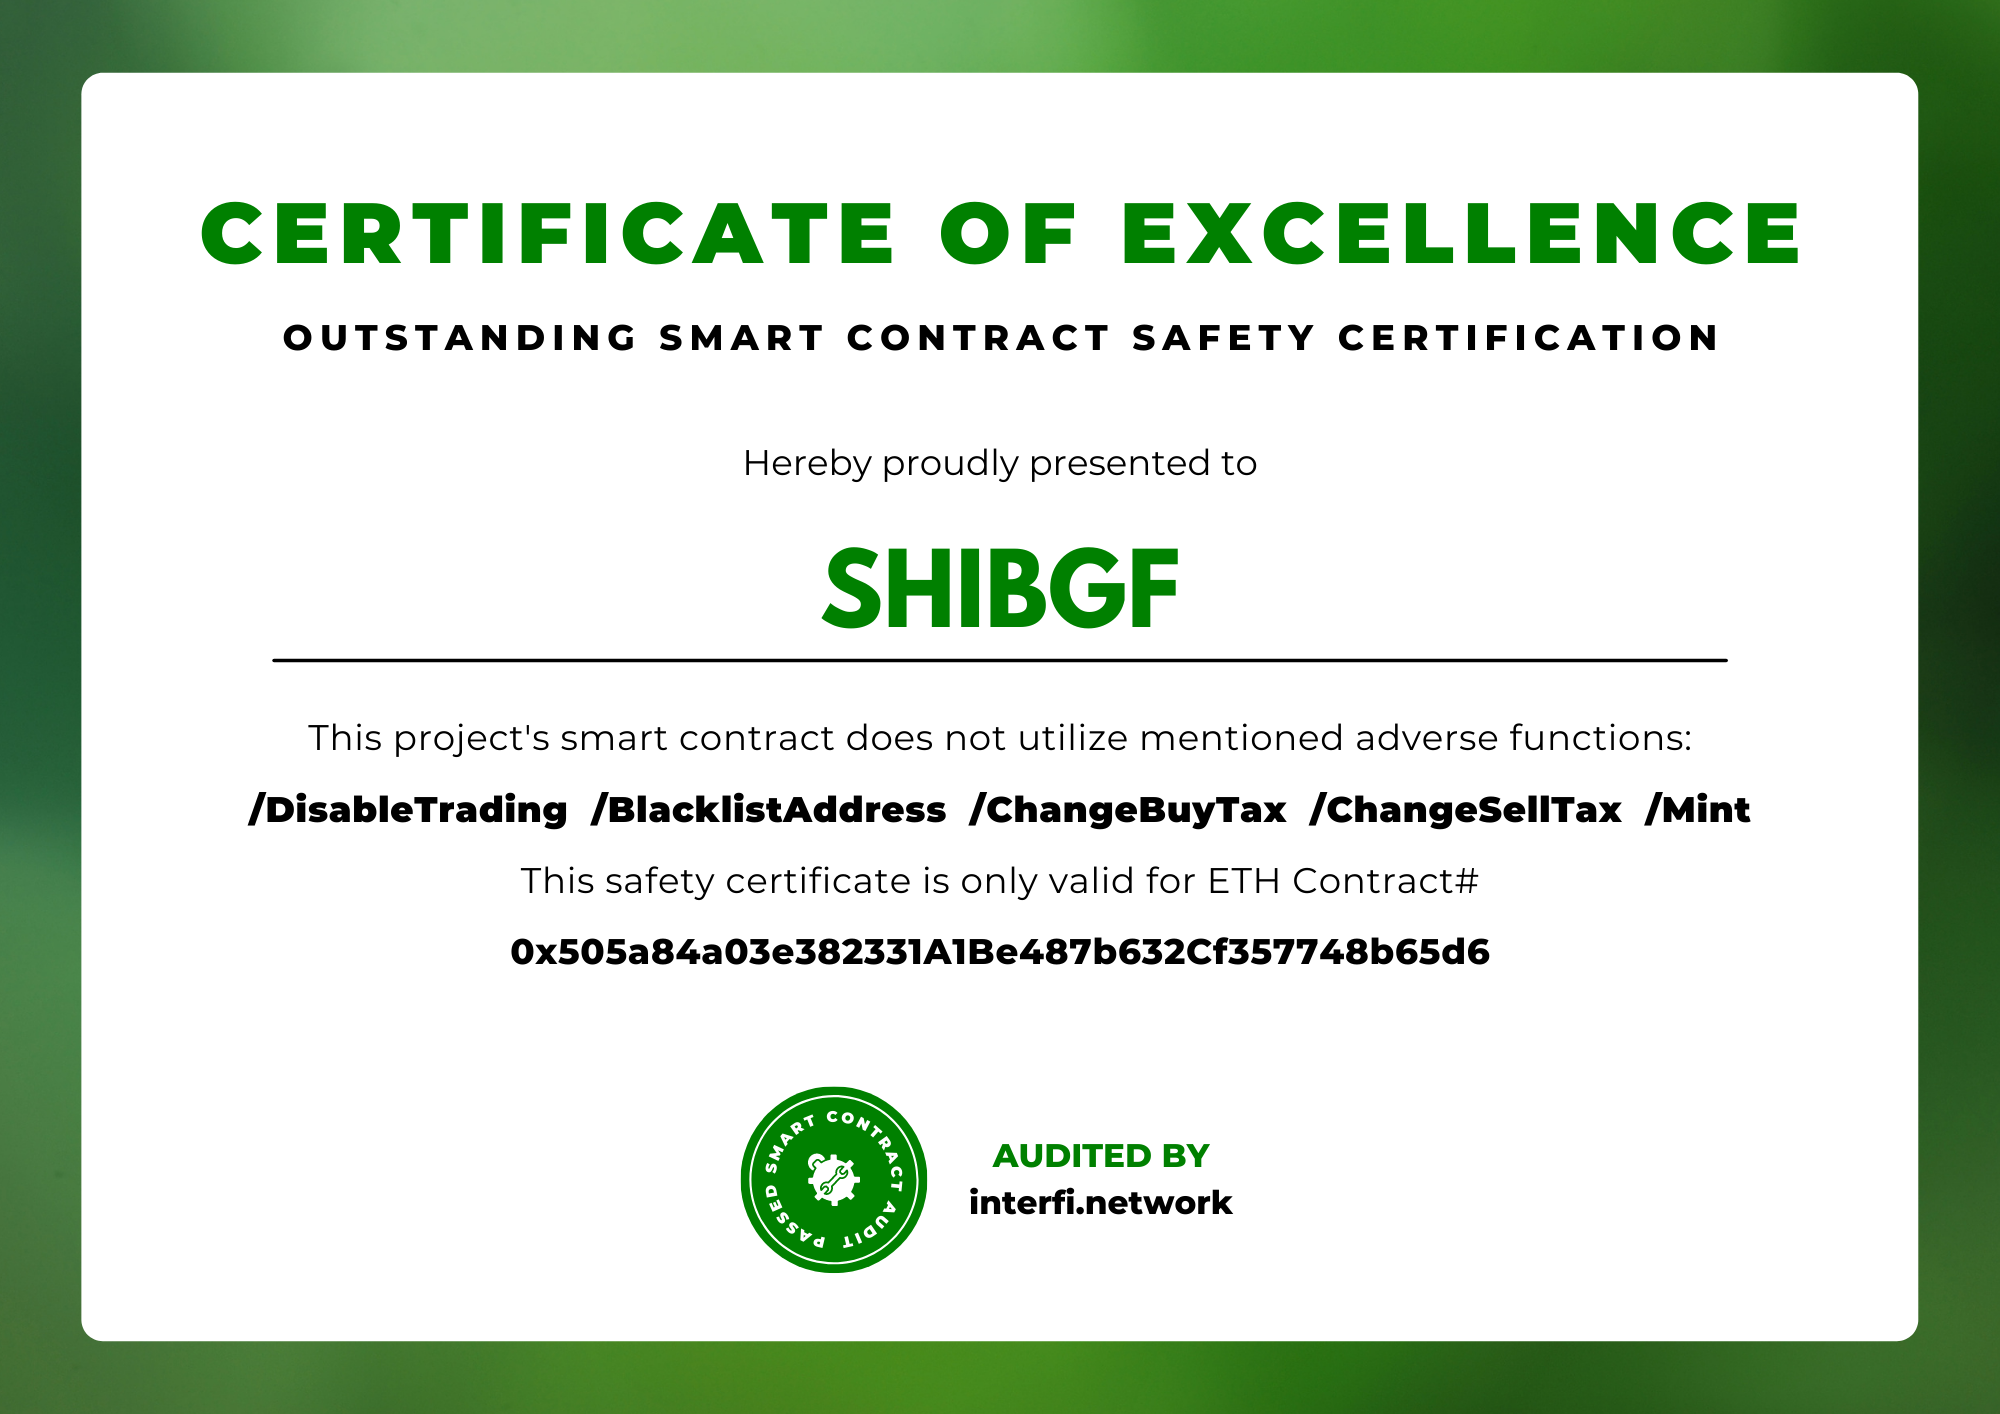 CERTIFICATE OF EXCELLENCE
OUTSTANDING SMART CONTRACT SAFETY CERTIFICATION
Hereby proudly presented to
SHIBGF
This project's smart contract does not utilize mentioned adverse functions:
/DisableTrading /BlacklistAddress /ChangeBuyTax /ChangeSellTax /Mint
This safety certificate is only valid for ETH Contract#
0x505a84a03e382331A1Be487b632Cf357748b65d6
PASSED SMART CONTRACT AUDIT
AUDITED BY
interfi.network